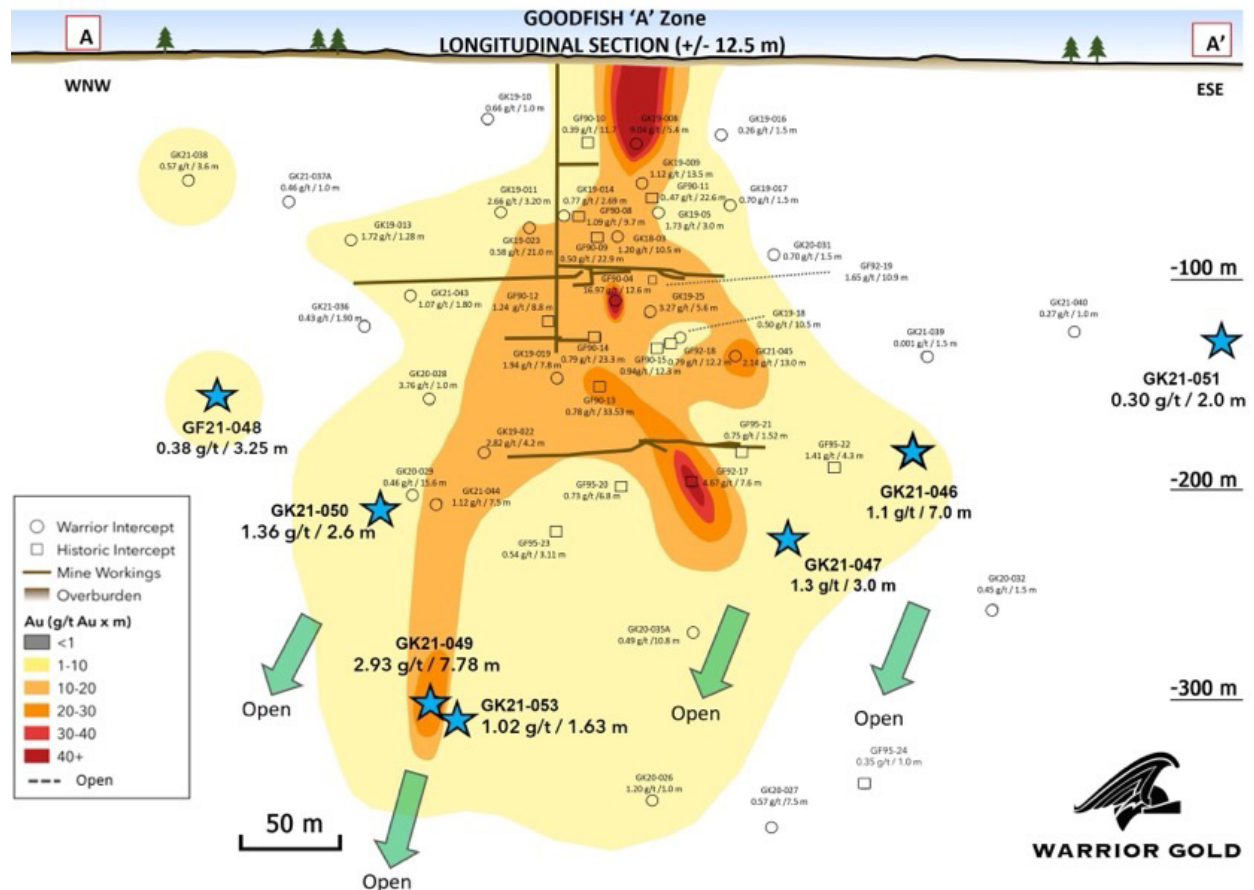 GOODFISH 'A' Zone
LONGITUDINAL SECTION (+/- 12.5 m)
A
A'
WNW
ESE
GK19-10
0.66 g/t / 1.0 m
GF90-10
0.39 g/t / 11.7
GK19-008
9.04 g/t / 5.4 m
GK19-016
0.26 g/t / 1.5 m
GK21-038
0.57 g/t / 3.6 m
GK21-037A
0.46 g/t / 1.0 m
GK19-009
1.12 g/t / 13.5 m
GK19-011
2.66 g/t / 3.20 m
GK19-014
0.77 g/t / 2.69 m
GF90-11
0.47 g/t / 22.6 m
GK19-017
0.70 g/t / 1.5 m
GF90-08
1.09 g/t / 9.7 m
GK19-05
1.73 g/t / 3.0 m
GK19-013
1.72 g/t / 1.28 m
GK19-023
0.58 g/t / 21.0 m
GF90-09
0.50 g/t / 22.9 m
GK18-03
1.20 g/t / 10.5 m
GK20-031
0.70 g/t / 1.5 m
GF92-19
1.65 g/t / 10.9 m
-100 m
GF90-04
16.97 g/t / 12.6 m
GK21-043
1.07 g/t / 1.80 m
GF90-12
1.24 g/t / 8.8 m
GK19-25
3.27 g/t / 5.6 m
GK21-036
0.43 g/t / 1.90 m
GK19-18
0.50 g/t / 10.5 m
GK21-040
0.27 g/t / 1.0 m
GK21-039
0.001 g/t / 1.5 m
GF90-14
0.79 g/t / 23.3 m
GK19-019
1.94 g/t / 7.8 m
GF90-15
0.94g/t / 12.3 m
GF92-18
0.79 g/t / 12.2 m
GK21-045
2.14 g/t / 13.0 m
GK21-051
0.30 g/t / 2.0 m
GK20-028
3.76 g/t / 1.0 m
GF90-13
0.78 g/t / 33.53 m
GF21-048
0.38 g/t / 3.25 m
GK19-022
2.82 g/t / 4.2 m
GF95-21
0.75 g/t / 1.52 m
GF95-22
1.41 g/t / 4.3 m
GK20-029
0.46 g/t / 15.6 m
GK21-044
1.12 g/t / 7.5 m
GF95-20
0.73 g/t /6.8 m
GF92-17
4.67 g/t / 7.6 m
-200 m
GK21-046
1.1 g/t / 7.0 m
GK21-050
1.36 g/t / 2.6 m
GF95-23
0.54 g/t / 3.11 m
GK21-047
1.3 g/t / 3.0 m
GK20-032
0.45 g/t / 1.5 m
Warrior Intercept
Historic Intercept
Mine Workings
Overburden
Au (g/t Au x m)
<1
1-10
10-20
20-30
30-40
40+
Open
GK20-035A
0.49 g/t /10.8 m
GK21-049
2.93 g/t / 7.78 m
GK21-053
1.02 g/t / 1.63 m
-300 m
Open
Open
Open
GF95-24
0.35 g/t / 1.0 m
GK20-026
1.20 g/t /1.0 m
GK20-027
0.57 g/t /7.5 m
50 m
Open
WARRIOR GOLD